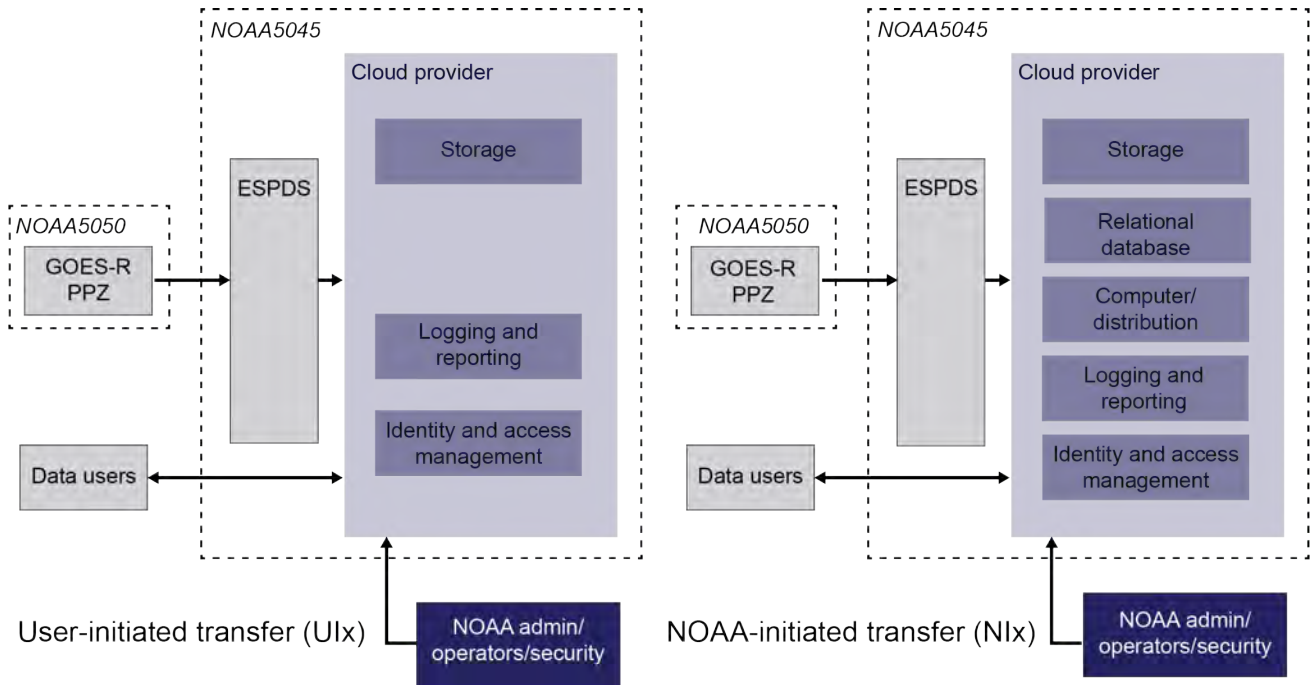 NOAA5045
Cloud provider
Storage
ESPDS
NOAA5050
GOES-R
PPZ
Logging and
reporting
Identity and access
management
Data users
User-initiated transfer (UIx)
NOAA admin/
operators/security
NOAA5045
Cloud provider
Storage
ESPDS
Relational
database
NOAA5050
GOES-R
PPZ
Computer/
distribution
Logging and
reporting
Identity and access
management
Data users
NOAA-initiated transfer (NIx)
NOAA admin/
operators/security